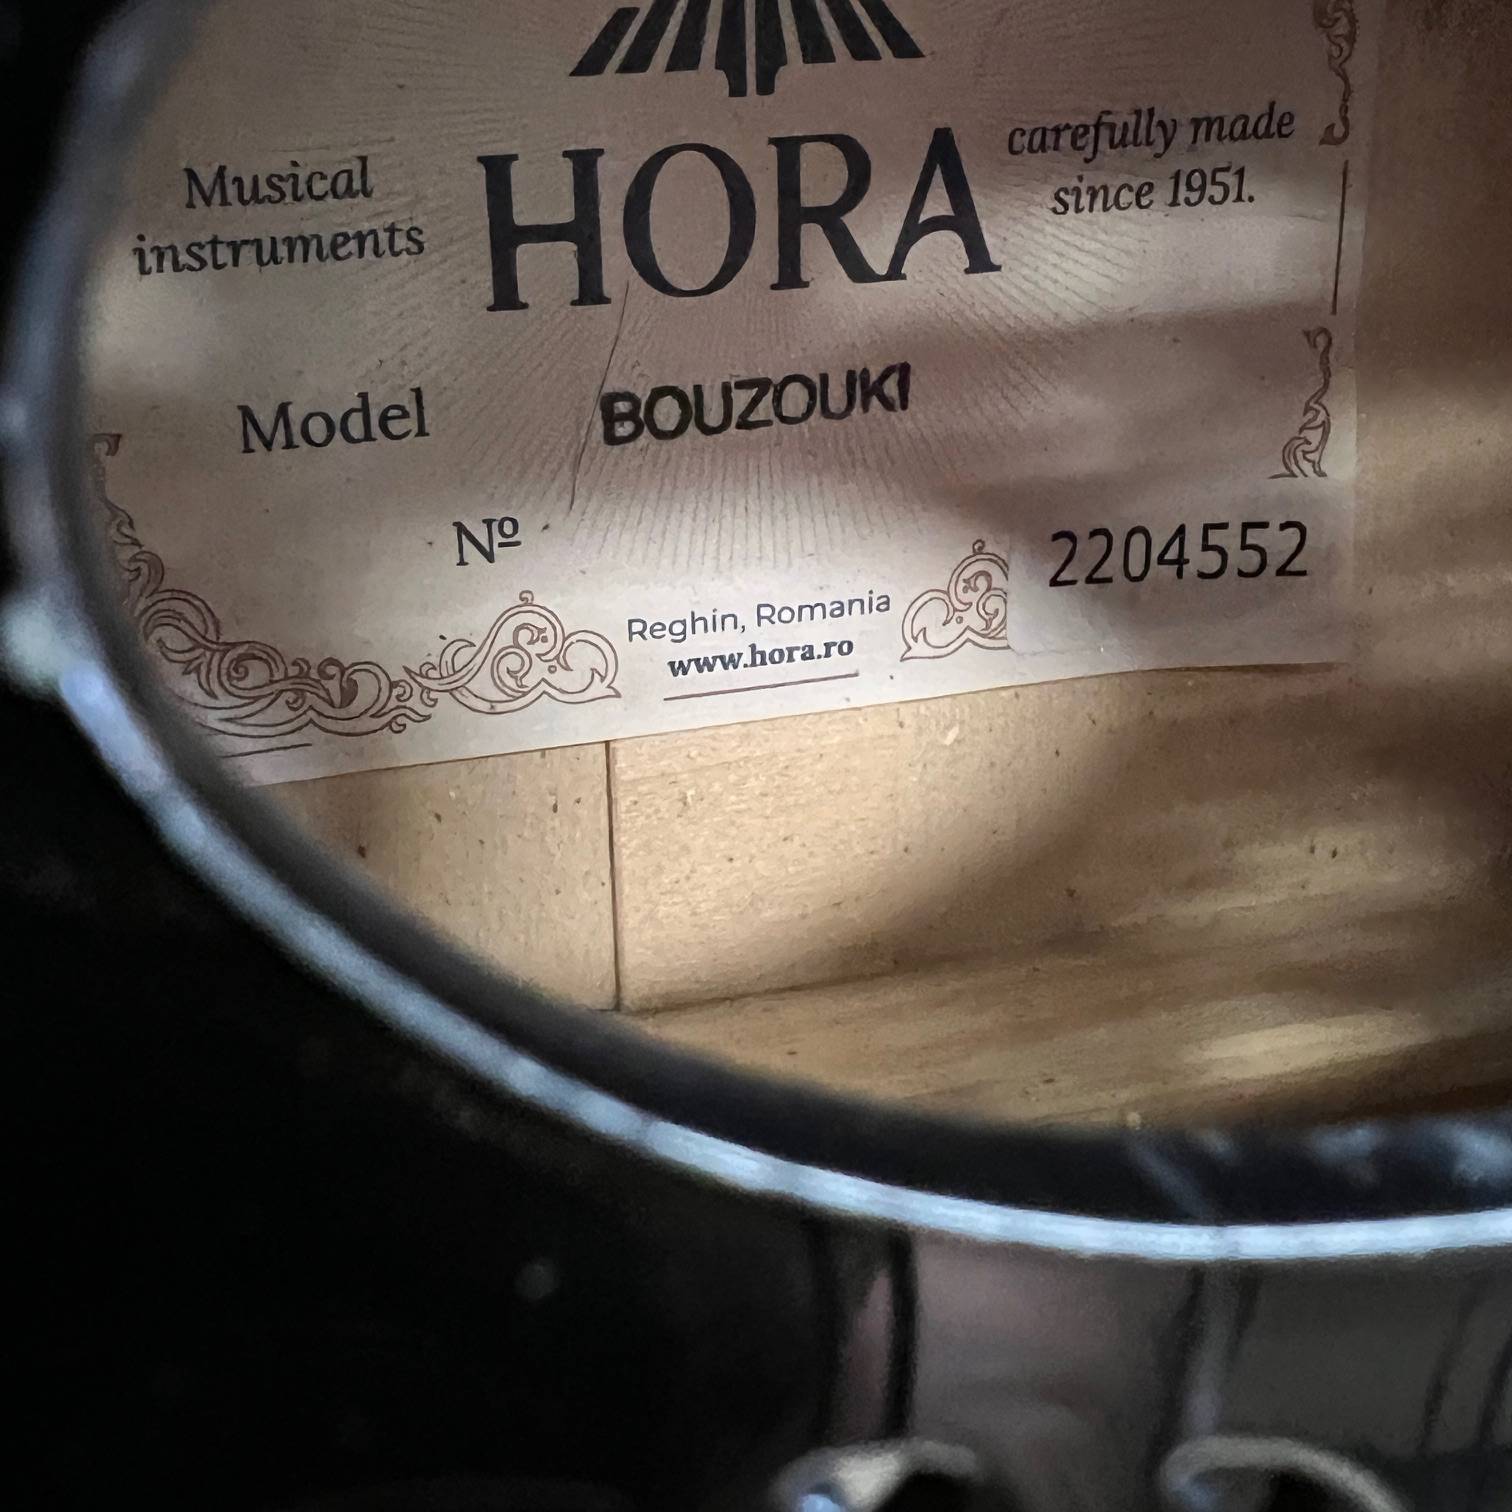 Musical
instruments
HORA
carefully made
since 1951.
Model BOUZOUKI
Nº 2204552
Reghin, Romania
www.hora.ro